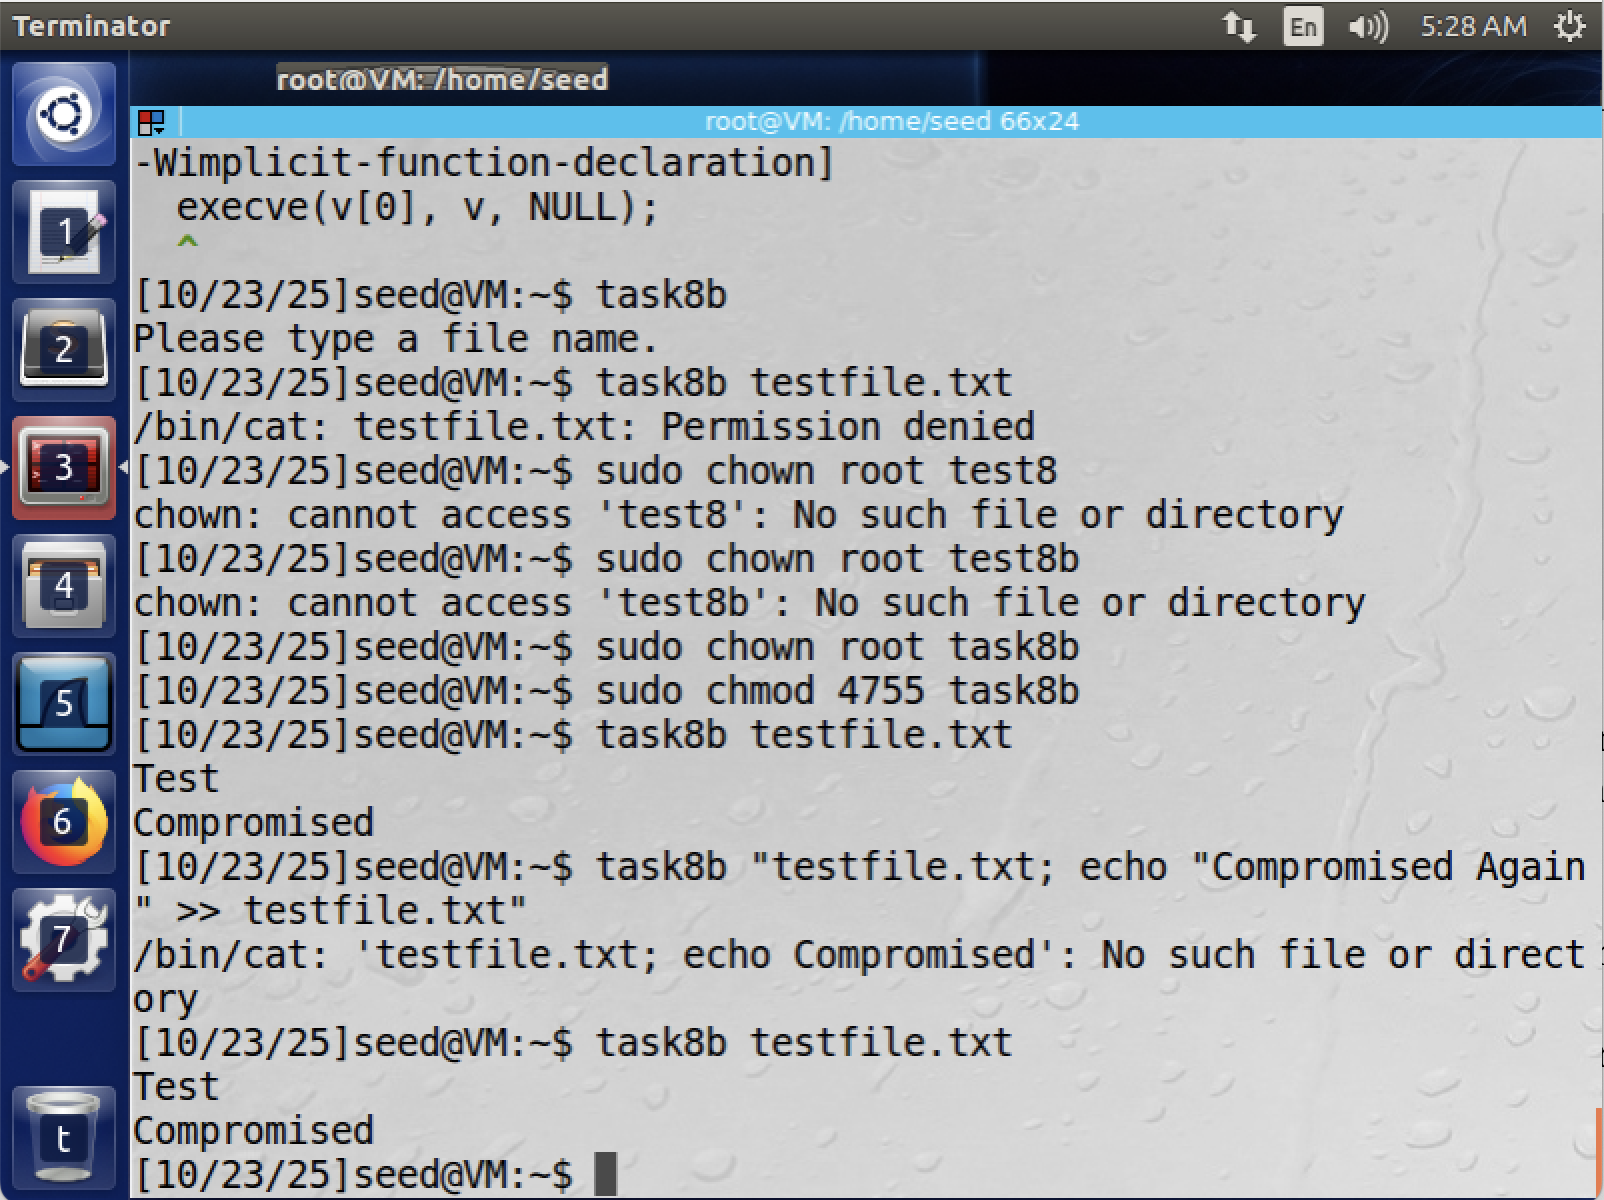 Terminator
En
5:28 AM
root@VM: /home/seed
root@VM: /home/seed 66x24
1
2
3
4
5
6
7
t
-Wimplicit-function-declaration]
execve(v[0], v, NULL);
^
[10/23/25]seed@VM:~$ task8b
Please type a file name.
[10/23/25]seed@VM:~$ task8b testfile.txt
/bin/cat: testfile.txt: Permission denied
[10/23/25]seed@VM:~$ sudo chown root test8
chown: cannot access 'test8': No such file or directory
[10/23/25]seed@VM:~$ sudo chown root test8b
chown: cannot access 'test8b': No such file or directory
[10/23/25]seed@VM:~$ sudo chown root task8b
[10/23/25]seed@VM:~$ sudo chmod 4755 task8b
[10/23/25]seed@VM:~$ task8b testfile.txt
Test
Compromised
[10/23/25]seed@VM:~$ task8b "testfile.txt; echo "Compromised Again
" >> testfile.txt"
/bin/cat: 'testfile.txt; echo Compromised': No such file or direct
ory
[10/23/25]seed@VM:~$ task8b testfile.txt
Test
Compromised
[10/23/25]seed@VM:~$